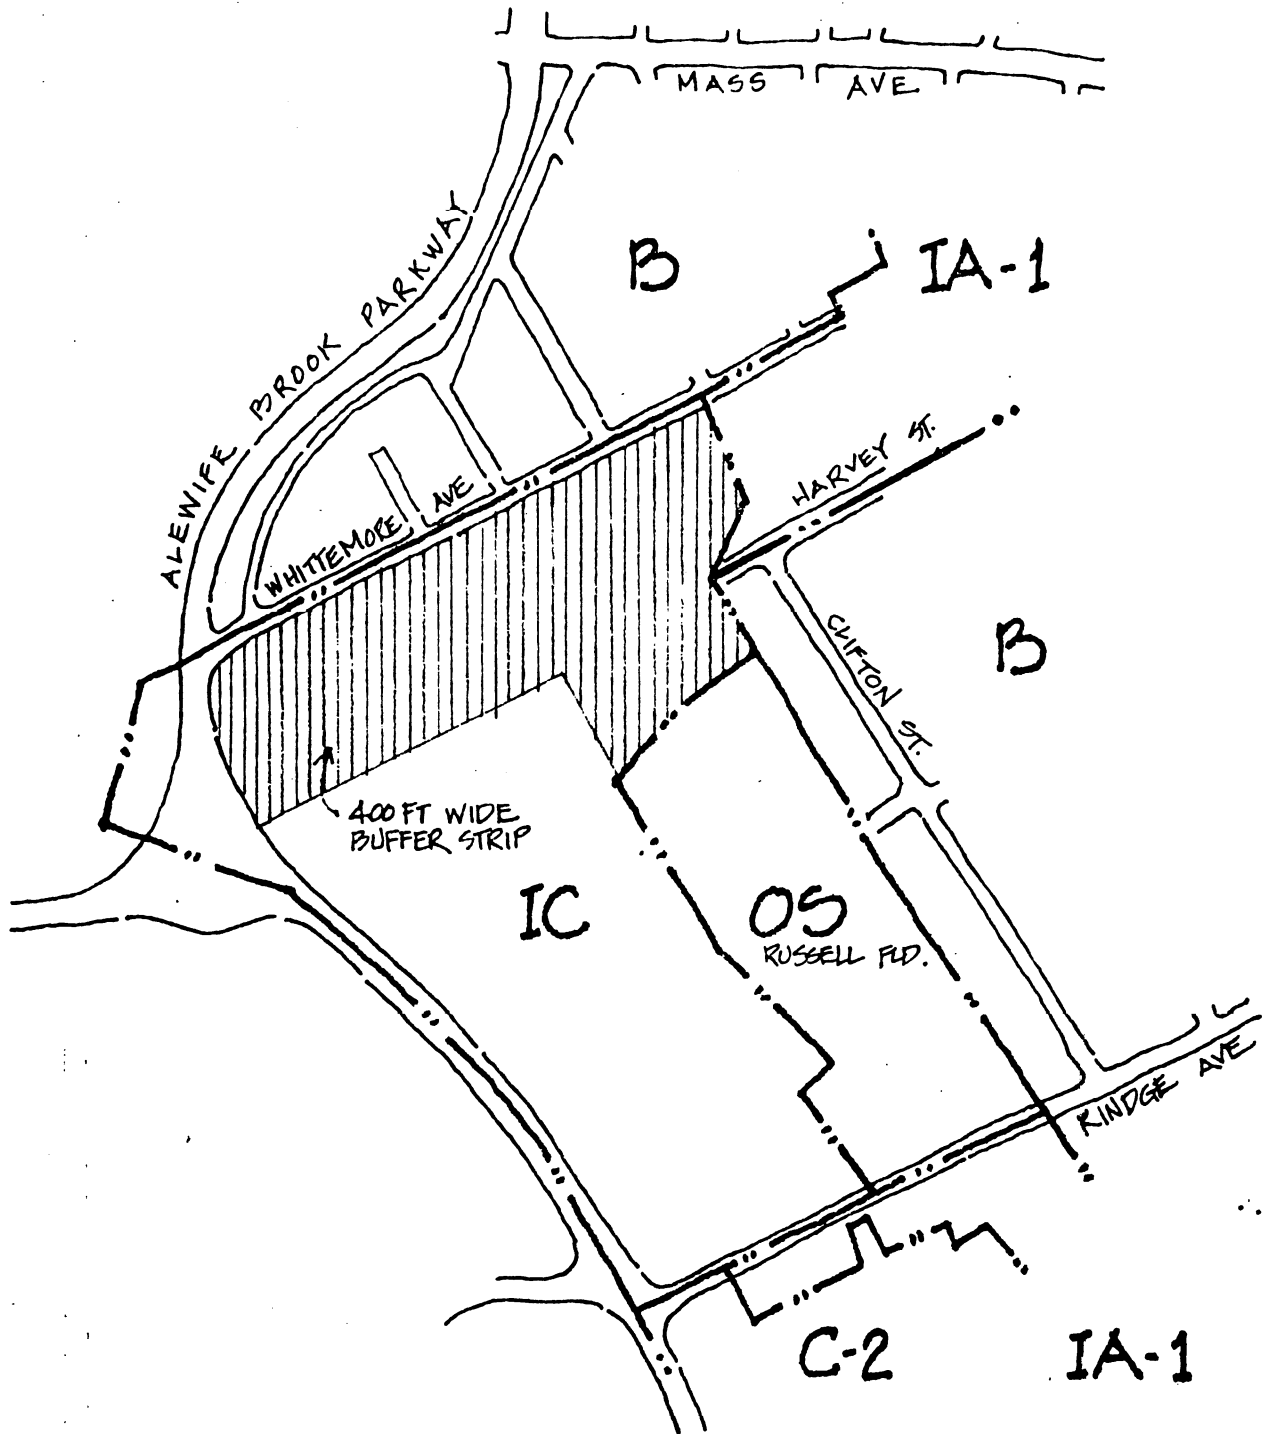 MASS AVE
ALEWIFE BROOK PARKWAY
B
IA-1
HARVEY ST.
WHITTEMORE AVE
CLIFTON ST.
B
400 FT WIDE
BUFFER STRIP
IC
OS
RUSSELL FLD.
RINDGE AVE
C-2
IA-1